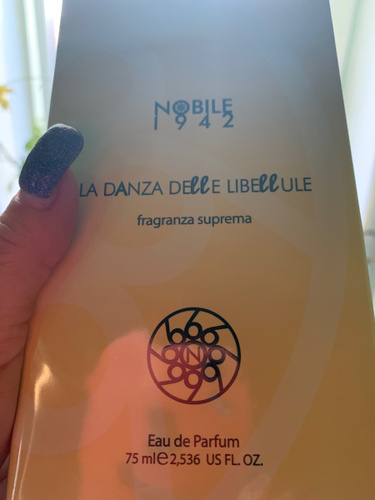 NOBILE
1942
LA DANZA DELLE LIBELLULE
fragranza suprema
N
Eau de Parfum
75 ml e 2,536 US FL. OZ.